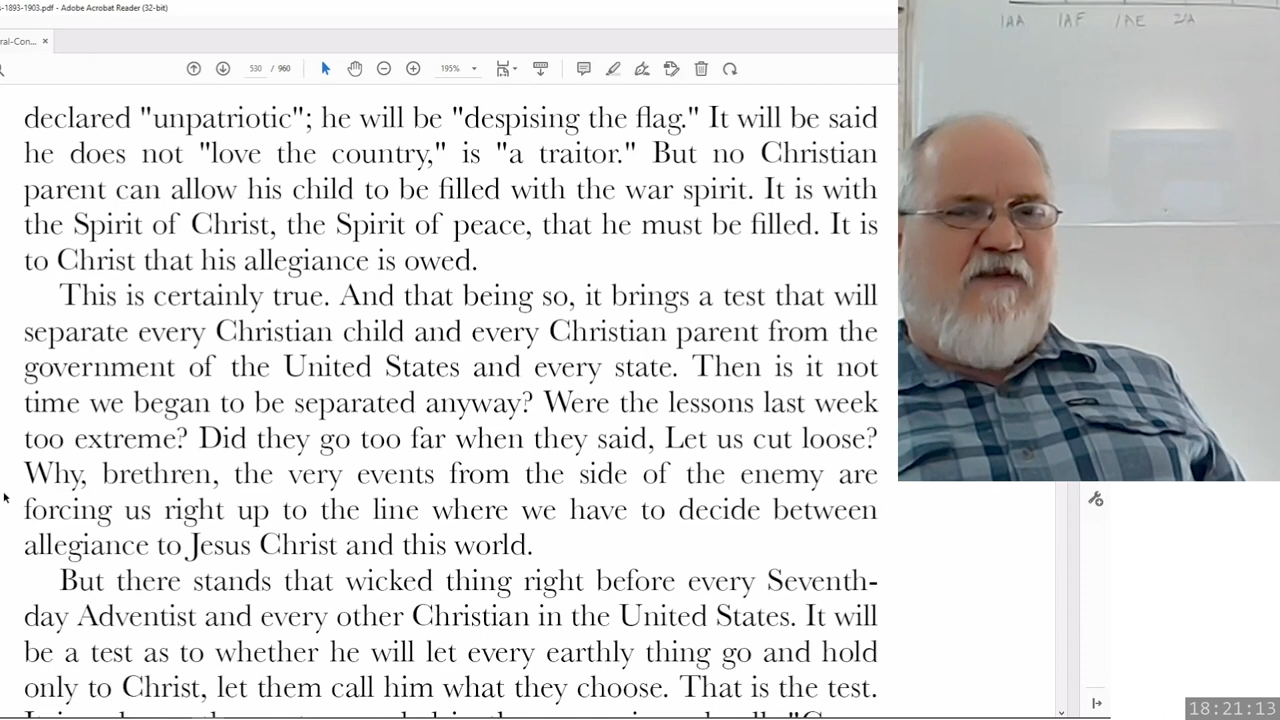 s-1893-1903.pdf - Adobe Acrobat Reader (32-bit)
ral-Con... ×
530 / 960
195%
declared "unpatriotic"; he will be "despising the flag." It will be said
he does not "love the country," is "a traitor." But no Christian
parent can allow his child to be filled with the war spirit. It is with
the Spirit of Christ, the Spirit of peace, that he must be filled. It is
to Christ that his allegiance is owed.
This is certainly true. And that being so, it brings a test that will
separate every Christian child and every Christian parent from the
government of the United States and every state. Then is it not
time we began to be separated anyway? Were the lessons last week
too extreme? Did they go too far when they said, Let us cut loose?
Why, brethren, the very events from the side of the enemy are
forcing us right up to the line where we have to decide between
allegiance to Jesus Christ and this world.
But there stands that wicked thing right before every Seventh-
day Adventist and every other Christian in the United States. It will
be a test as to whether he will let every earthly thing go and hold
only to Christ, let them call him what they choose. That is the test.
1AA 1AF 1AE
18:21:13